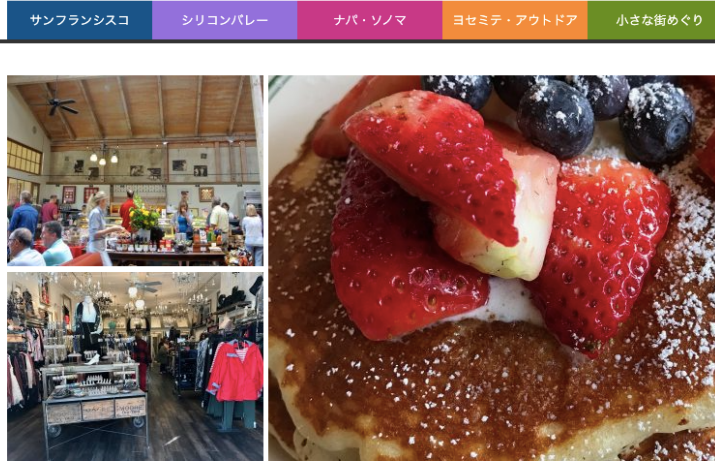 サンフランシスコ
シリコンバレー
ナパ・ソノマ
ヨセミテ・アウトドア
小さな街めぐり